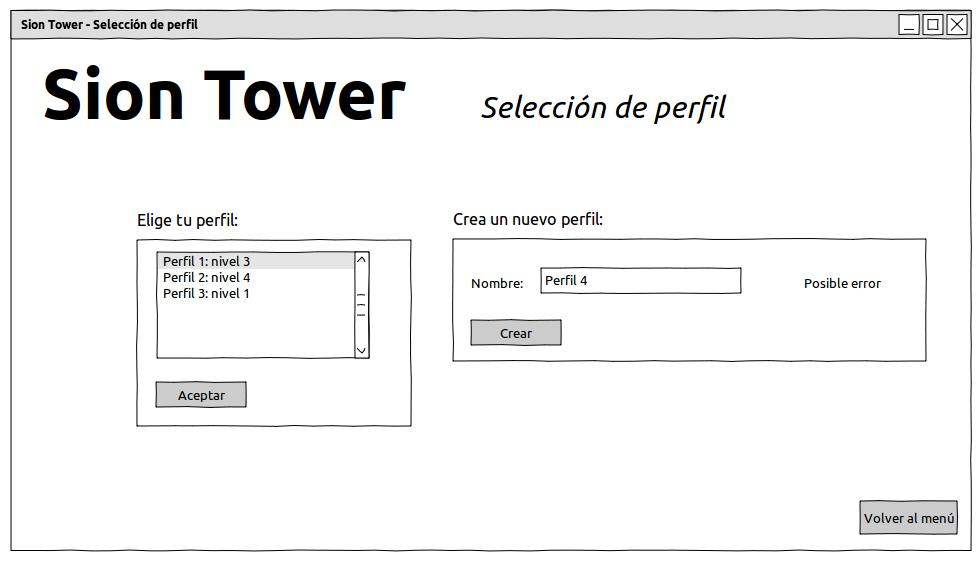 Sion Tower - Selección de perfil
Sion Tower
Selección de perfil
Elige tu perfil:
Perfil 1: nivel 3
Perfil 2: nivel 4
Perfil 3: nivel 1
Aceptar
Crea un nuevo perfil:
Nombre:
Perfil 4
Posible error
Crear
Volver al menú